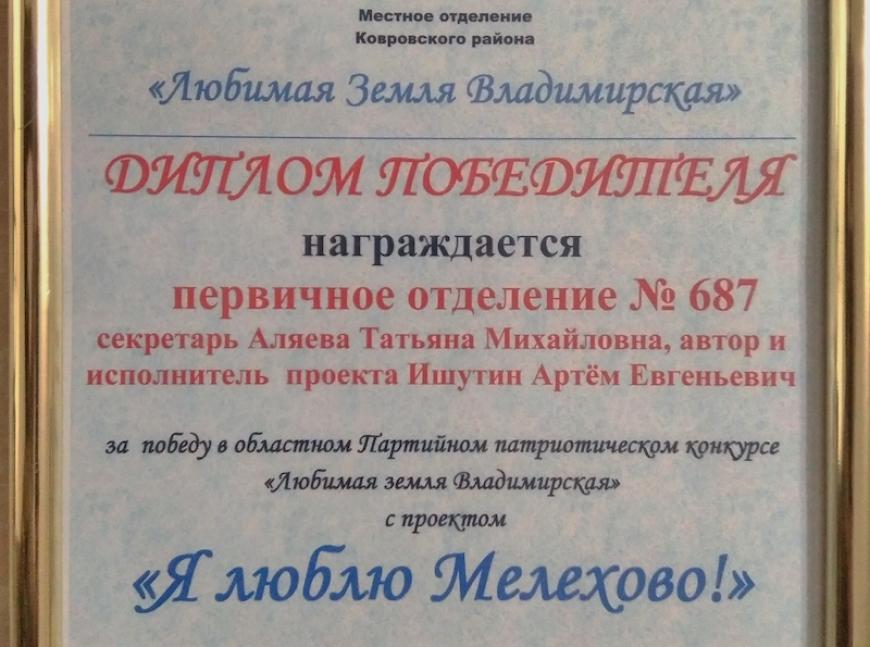 Местное отделение
Ковровского района
«Любимая Земля Владимирская»
ДИПЛОМ ПОБЕДИТЕЛЯ
награждается
первичное отделение № 687
секретарь Аляева Татьяна Михайловна, автор и
исполнитель проекта Ишутин Артём Евгеньевич
за победу в областном Партийном патриотическом конкурсе
«Любимая земля Владимирская»
с проектом
«Я люблю Мелехово!»